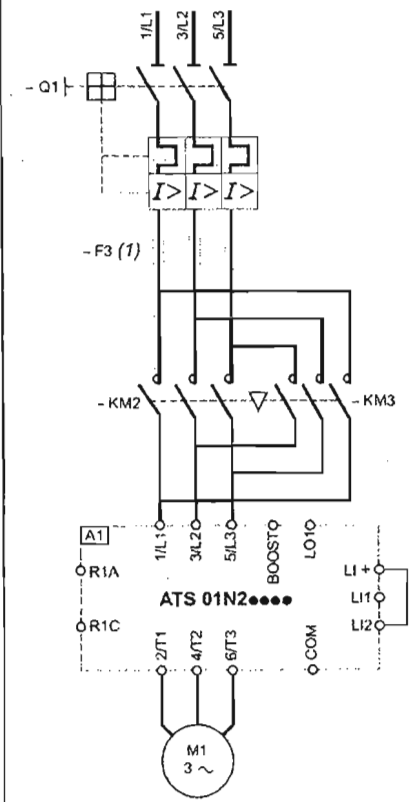 1/L1 3/L2 5/L3
- Q1
I> I> I>
- F3 (1)
- KM2
- KM3
A1
1/L1 3/L2 5/L3 BOOST LO1
R1A
LI +
ATS 01N2●●●●
LI1
R1C
LI2
2/T1 4/T2 6/T3 COM
M1
3 ~